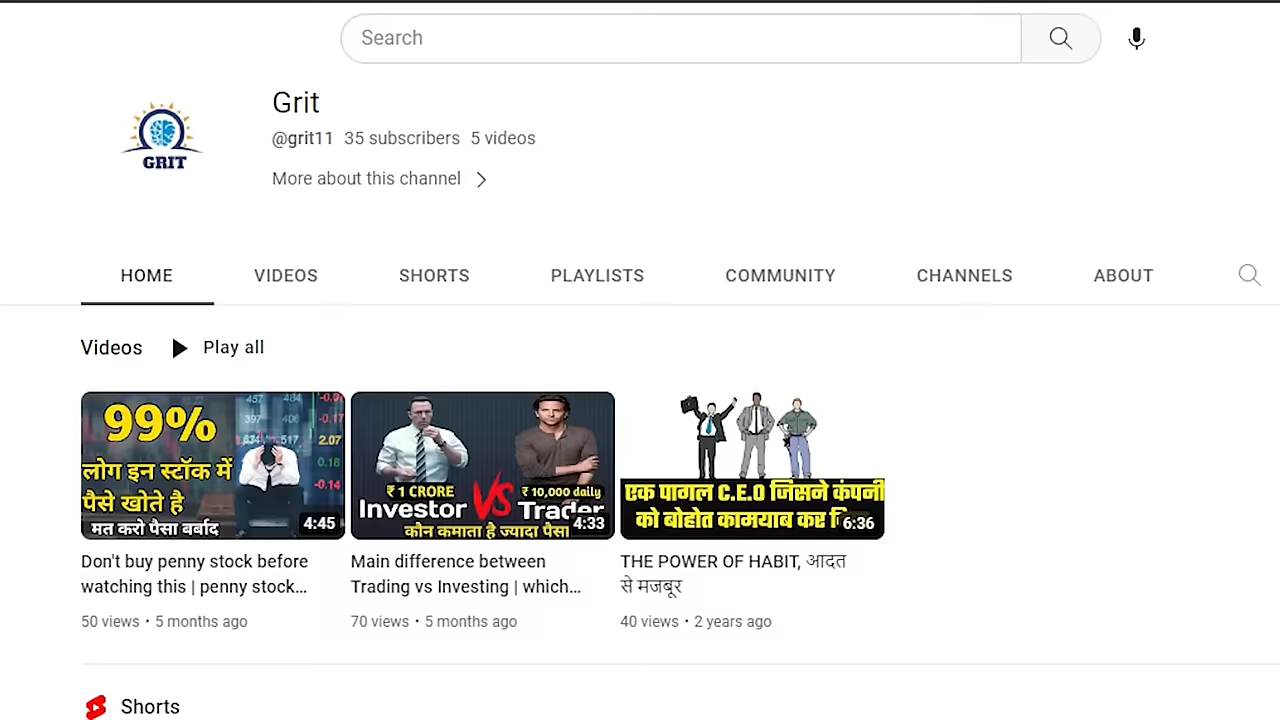 Search
GRIT
Grit
@grit11 35 subscribers 5 videos
More about this channel
HOME VIDEOS SHORTS PLAYLISTS COMMUNITY CHANNELS ABOUT
Videos Play all
99%
लोग इन स्टॉक में
पैसे खोते है
मत करो पैसा बर्बाद
4:45
₹ 1 CRORE VS ₹ 10,000 daily
Investor Trader
कौन कमाता है ज्यादा पैसा
4:33
एक पागल C.E.O जिसने कंपनी
को बोहोत कामयाब कर
6:36
Don't buy penny stock before
watching this | penny stock...
50 views • 5 months ago
Main difference between
Trading vs Investing | which...
70 views • 5 months ago
THE POWER OF HABIT, आदत
से मजबूर
40 views • 2 years ago
Shorts